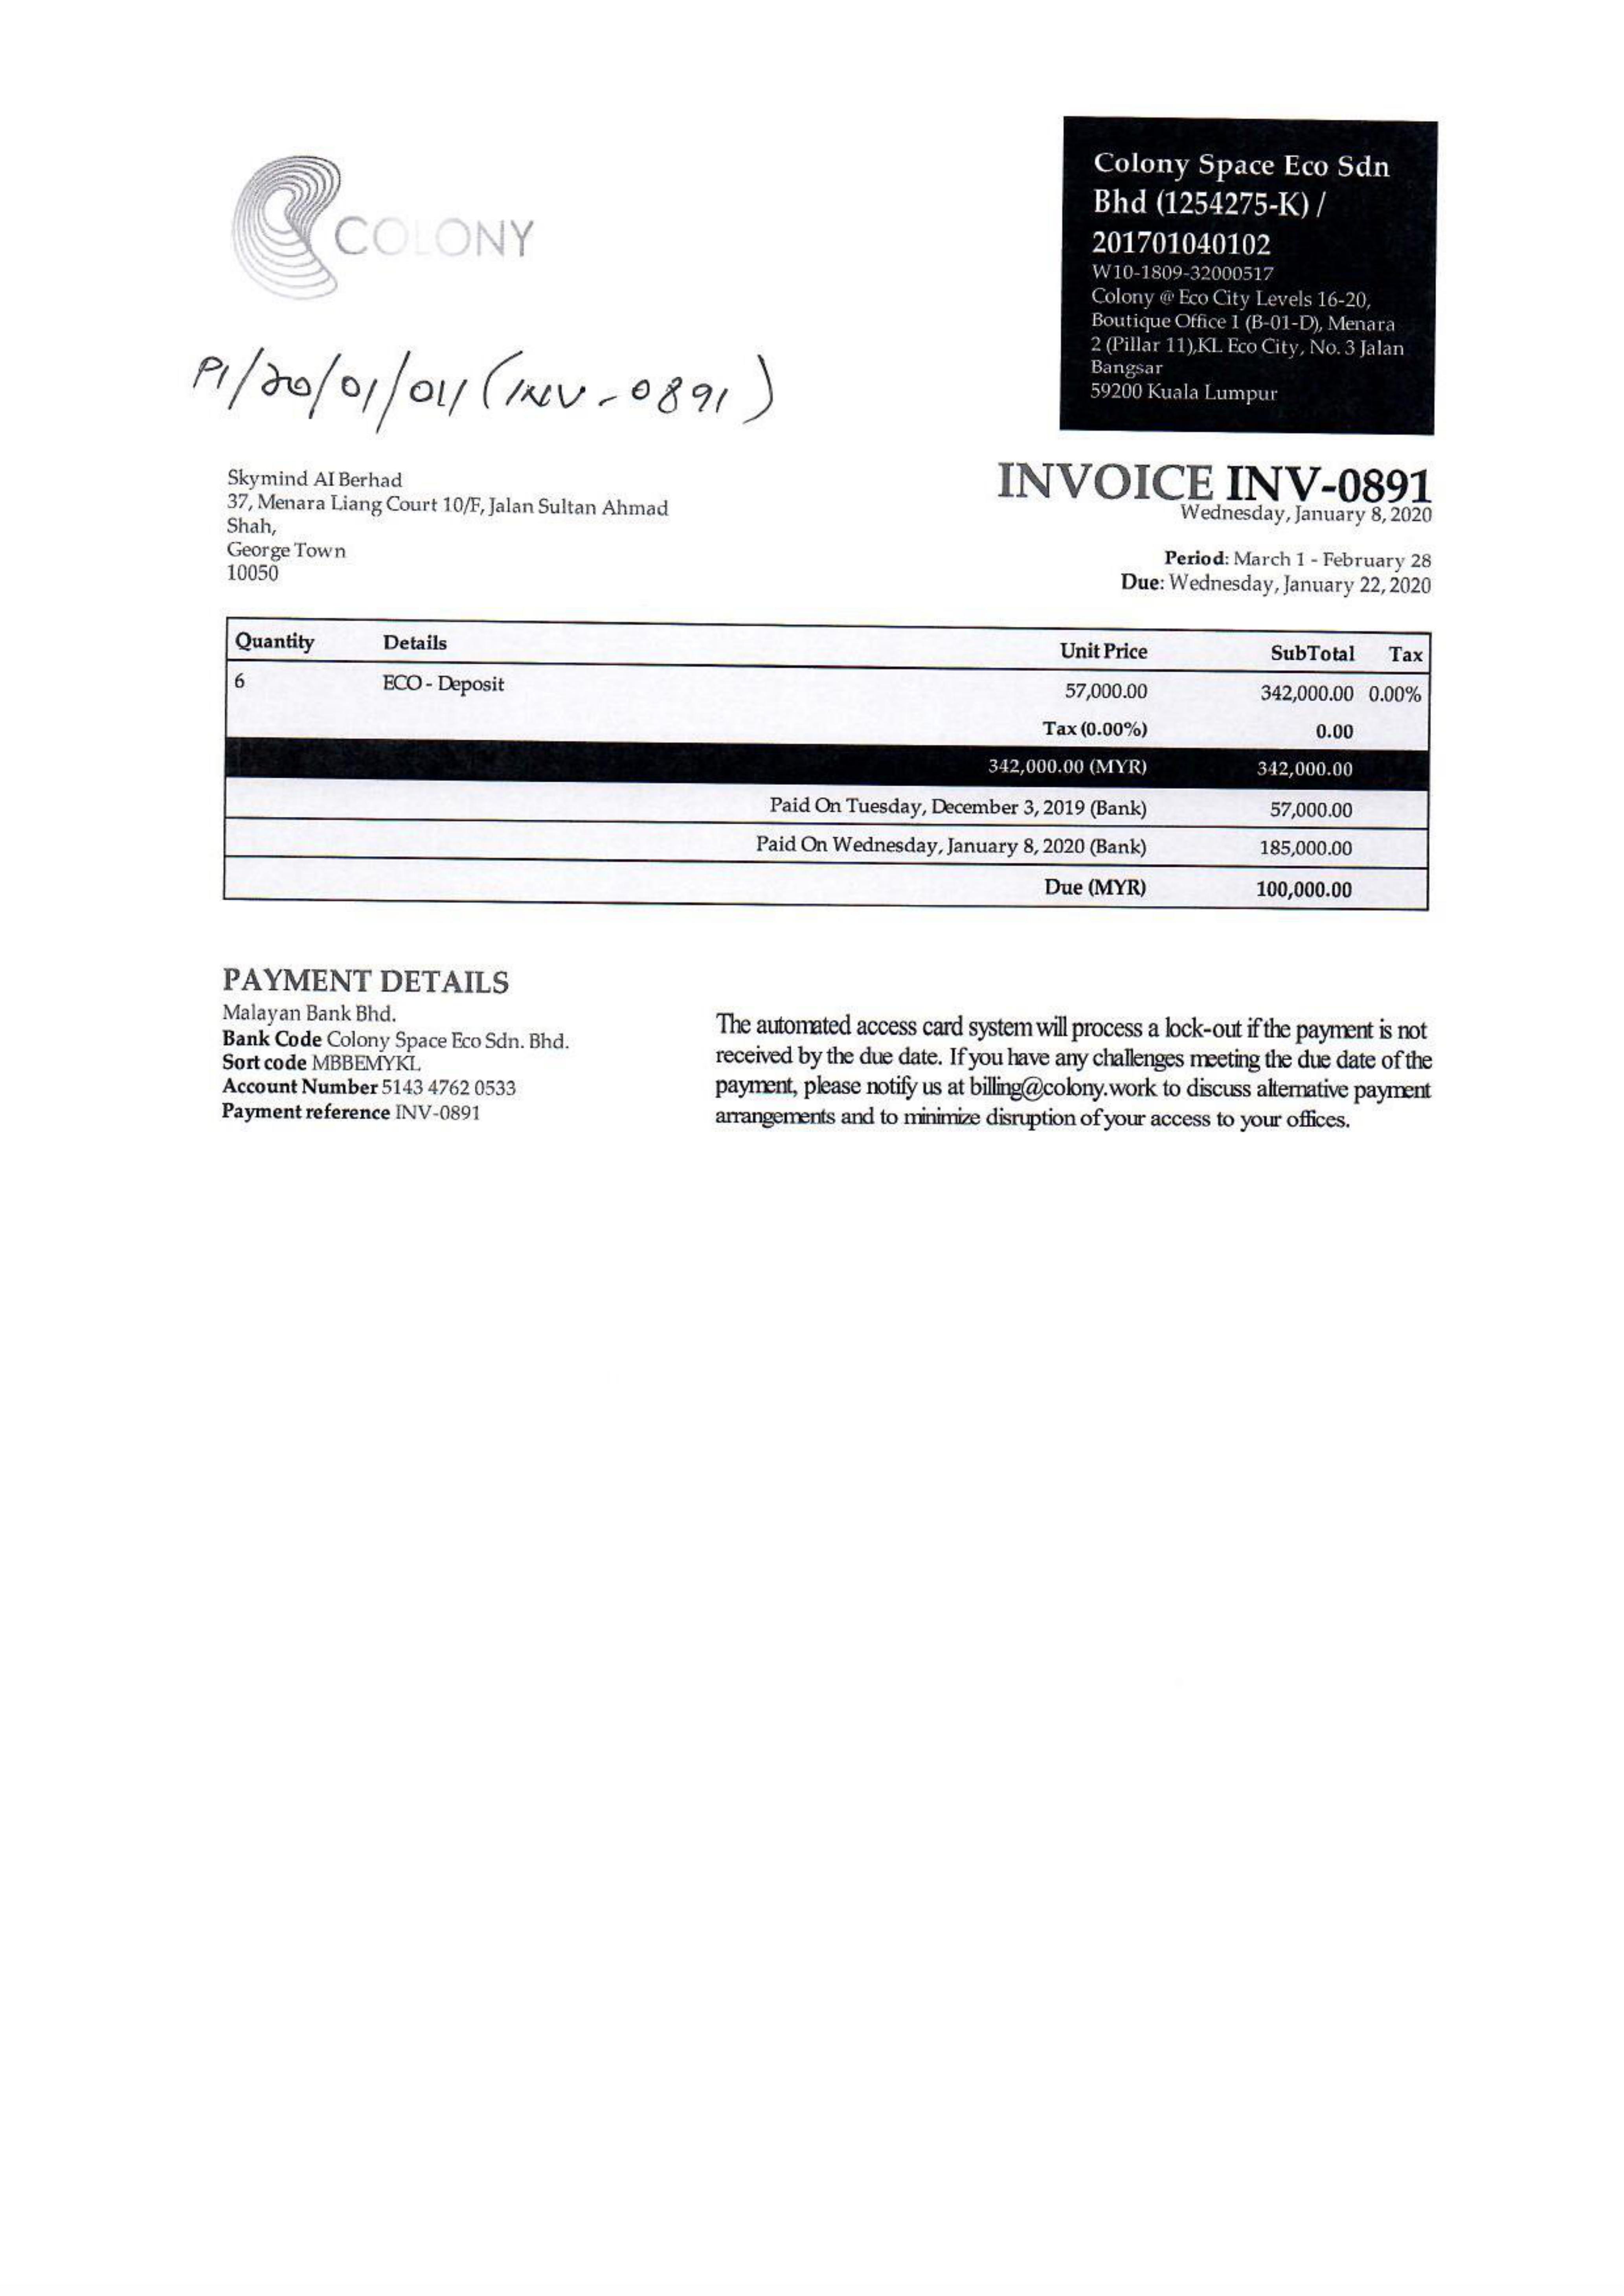 COLONY
Colony Space Eco Sdn
Bhd (1254275-K) /
201701040102
W10-1809-32000517
Colony @ Eco City Levels 16-20,
Boutique Office 1 (B-01-D), Menara
2 (Pillar 11),KL Eco City, No. 3 Jalan
Bangsar
59200 Kuala Lumpur
PI/20/01/011 (INV-0891)
Skymind AI Berhad
37, Menara Liang Court 10/F, Jalan Sultan Ahmad
Shah,
George Town
10050
INVOICE INV-0891
Wednesday, January 8, 2020
Period: March 1 - February 28
Due: Wednesday, January 22, 2020
Quantity Details Unit Price SubTotal Tax
6 ECO - Deposit 57,000.00 342,000.00 0.00%
Tax (0.00%) 0.00
342,000.00 (MYR) 342,000.00
Paid On Tuesday, December 3, 2019 (Bank) 57,000.00
Paid On Wednesday, January 8, 2020 (Bank) 185,000.00
Due (MYR) 100,000.00
PAYMENT DETAILS
Malayan Bank Bhd.
Bank Code Colony Space Eco Sdn. Bhd.
Sort code MBBEMYKL
Account Number 5143 4762 0533
Payment reference INV-0891
The automated access card system will process a lock-out if the payment is not
received by the due date. If you have any challenges meeting the due date of the
payment, please notify us at billing@colony.work to discuss alternative payment
arrangements and to minimize disruption of your access to your offices.